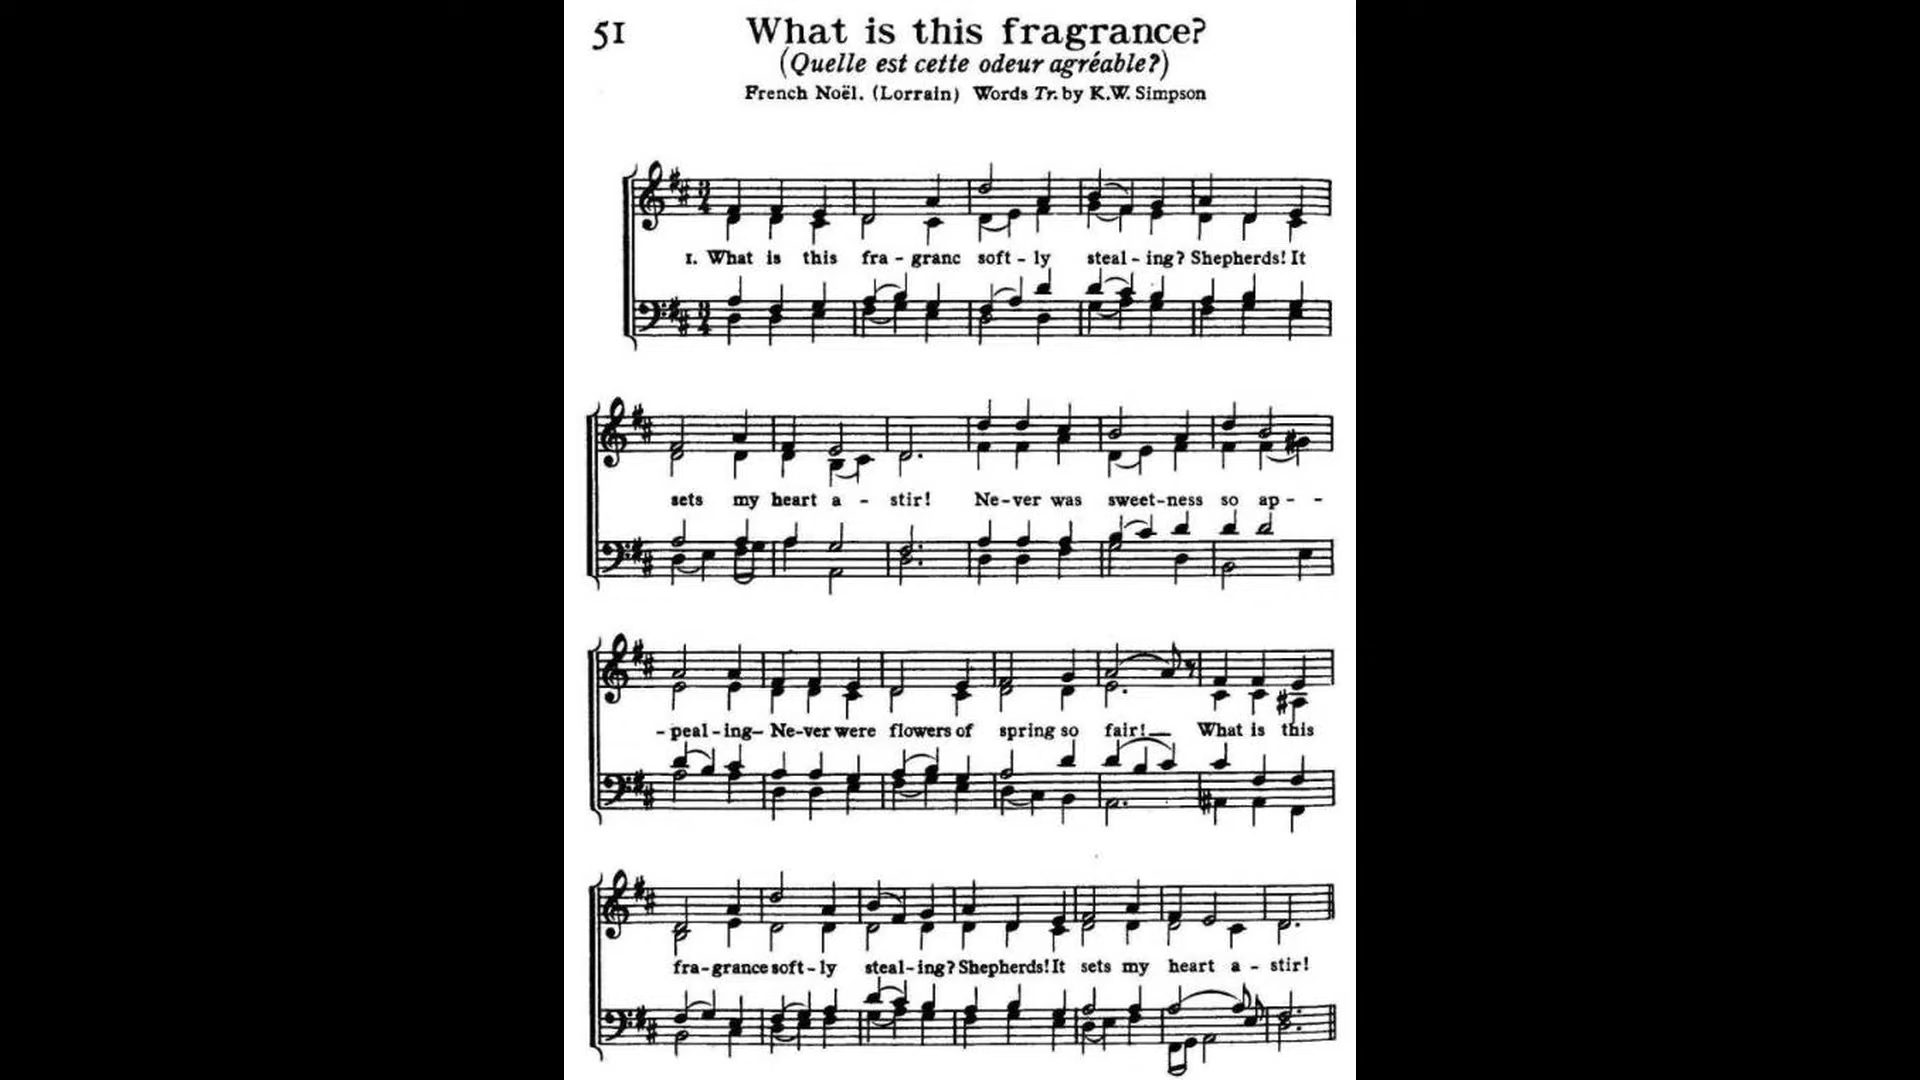 51
What is this fragrance?
(Quelle est cette odeur agréable?)
French Noël. (Lorrain) Words Tr. by K.W. Simpson
1. What is this fra - granc soft - ly steal - ing? Shepherds! It
sets my heart a - stir! Ne - ver was sweet - ness so ap - -
- peal - ing - Ne - ver were flowers of spring so fair! — What is this
fra - grance soft - ly steal - ing? Shepherds! It sets my heart a - stir!